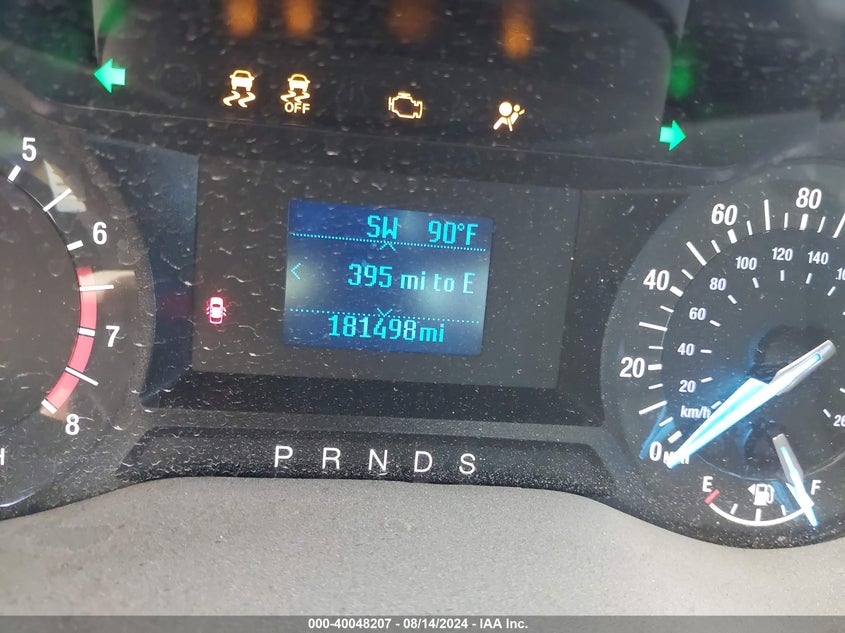 OFF
5
6
7
8
H
SW 90°F
395 mi to E
181498mi
P R N D S
0 20 40 60 80
MPH
km/h
20 40 60 80 100 120 140
E F
000-40048207 - 08/14/2024 - IAA Inc.